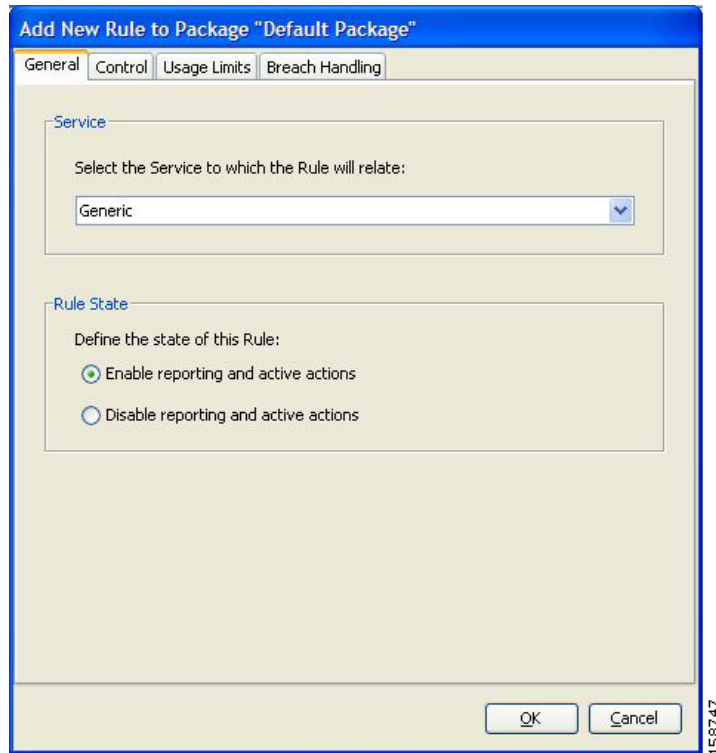 Add New Rule to Package "Default Package"
General Control Usage Limits Breach Handling
Service
Select the Service to which the Rule will relate:
Generic
Rule State
Define the state of this Rule:
Enable reporting and active actions
Disable reporting and active actions
OK Cancel
158747